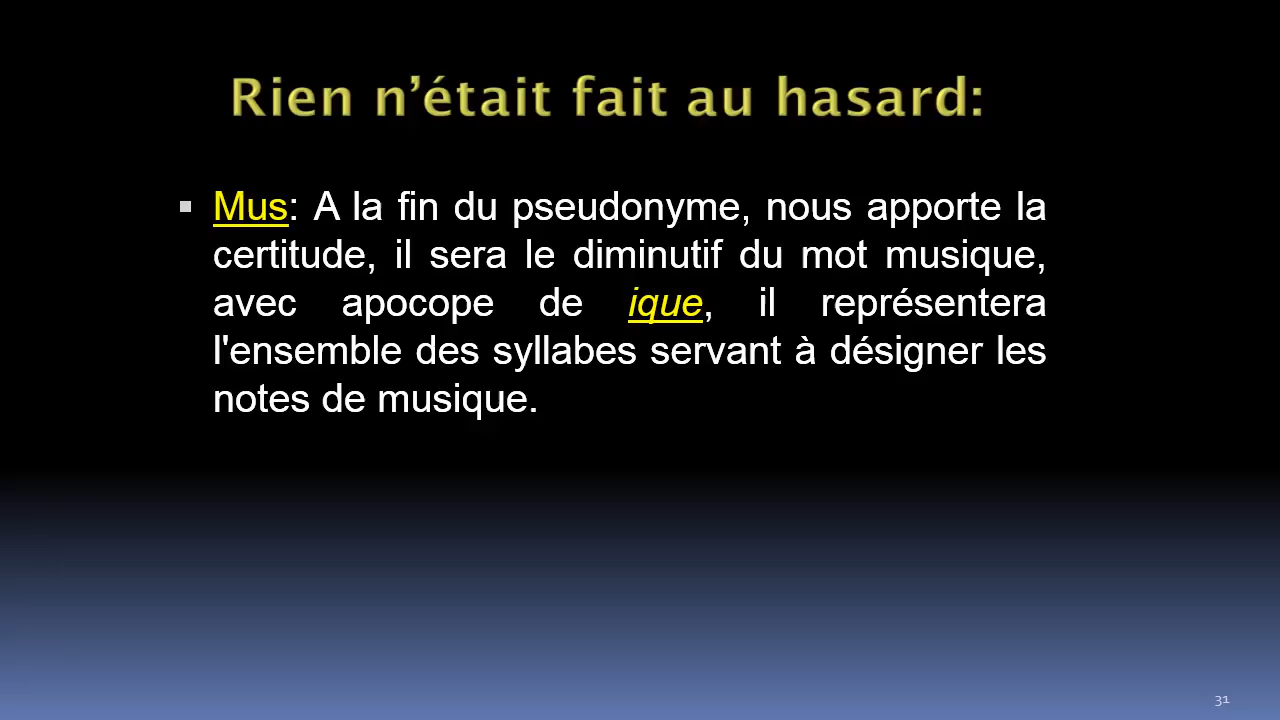 Rien n’était fait au hasard:
▪ Mus: A la fin du pseudonyme, nous apporte la
certitude, il sera le diminutif du mot musique,
avec apocope de ique, il représentera
l'ensemble des syllabes servant à désigner les
notes de musique.
31